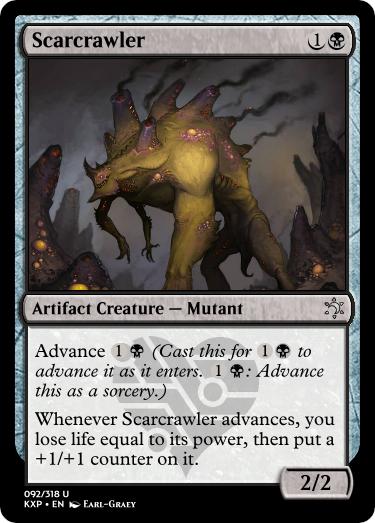 Scarcrawler 1
Artifact Creature — Mutant
Advance 1 (Cast this for 1 to
advance it as it enters. 1 : Advance
this as a sorcery.)
Whenever Scarcrawler advances, you
lose life equal to its power, then put a
+1/+1 counter on it.
2/2
092/318 U
KXP • EN Earl-Graey